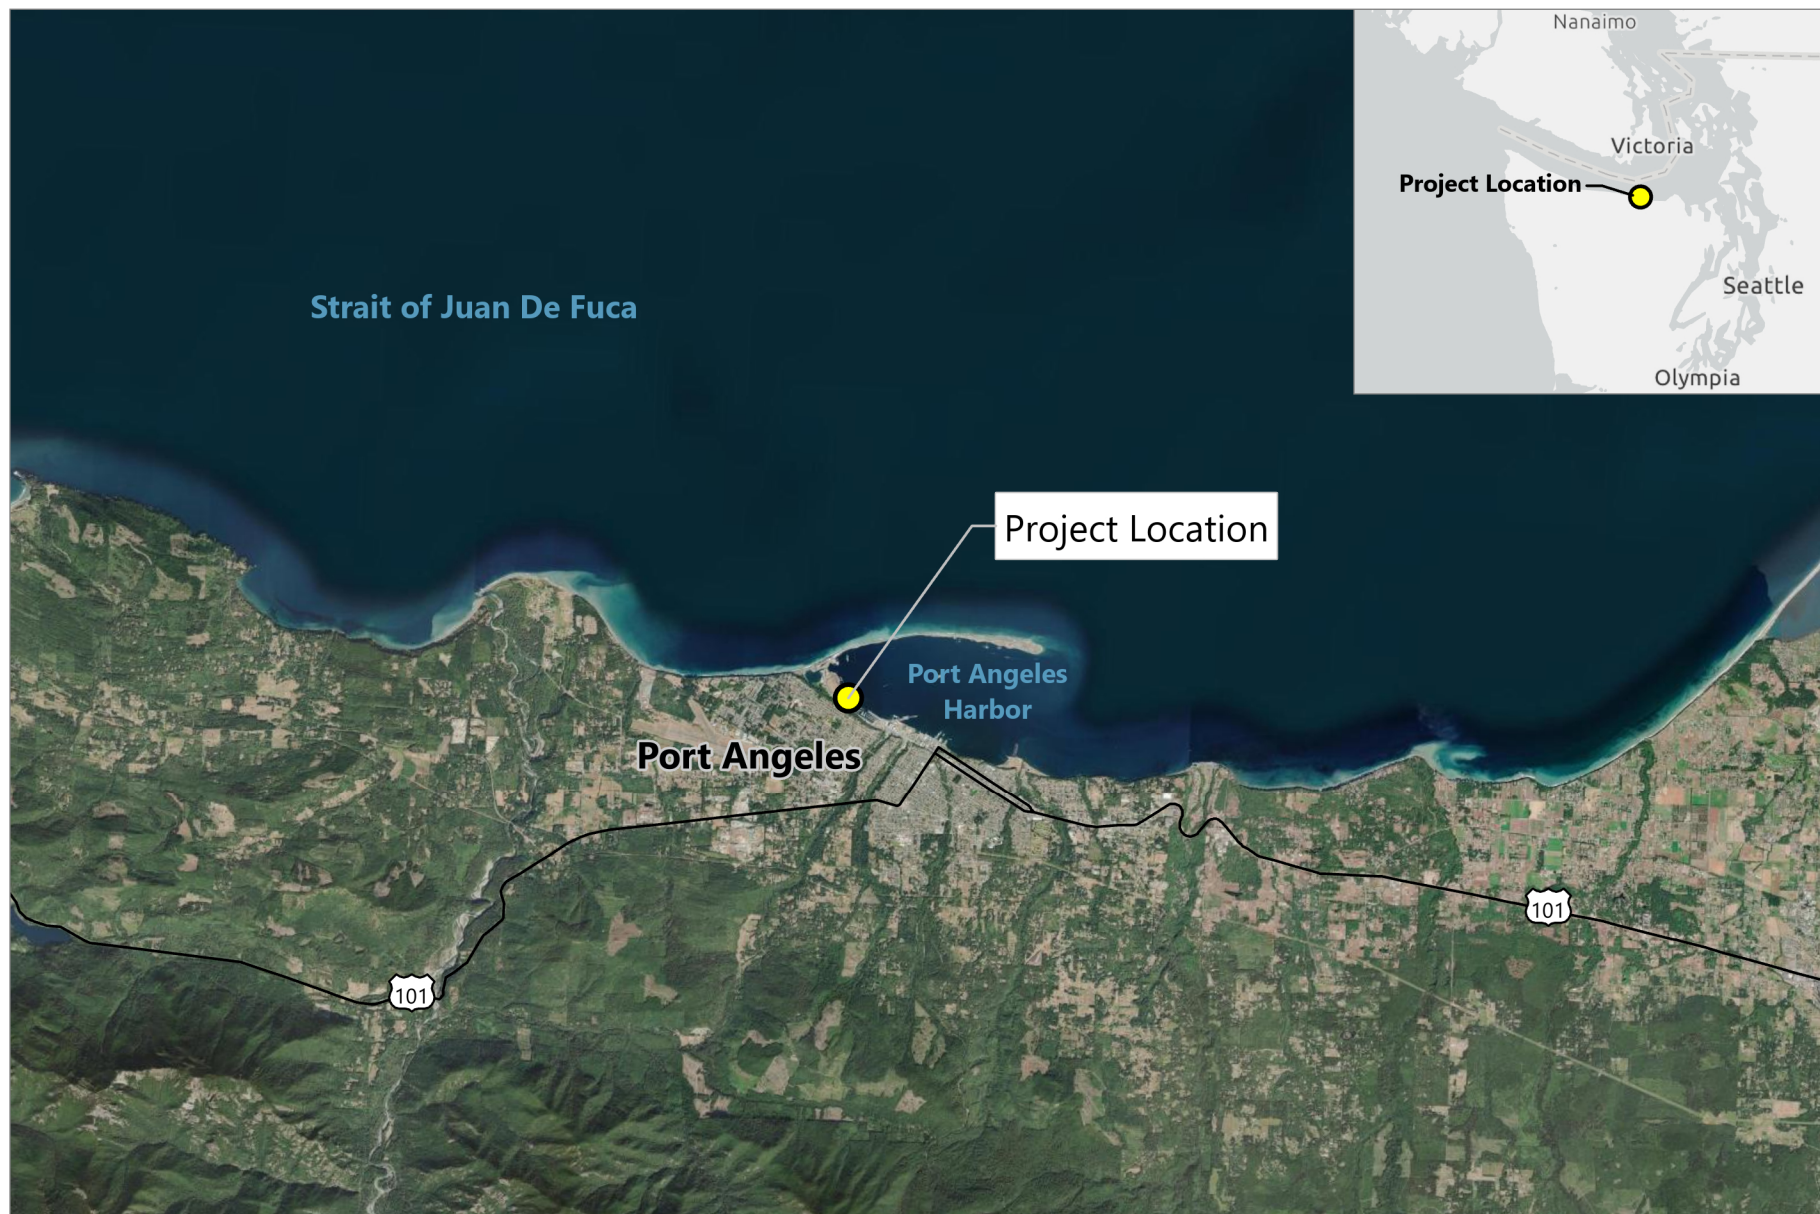 Nanaimo
Victoria
Project Location
Seattle
Olympia
Strait of Juan De Fuca
Project Location
Port Angeles
Harbor
Port Angeles
101
101